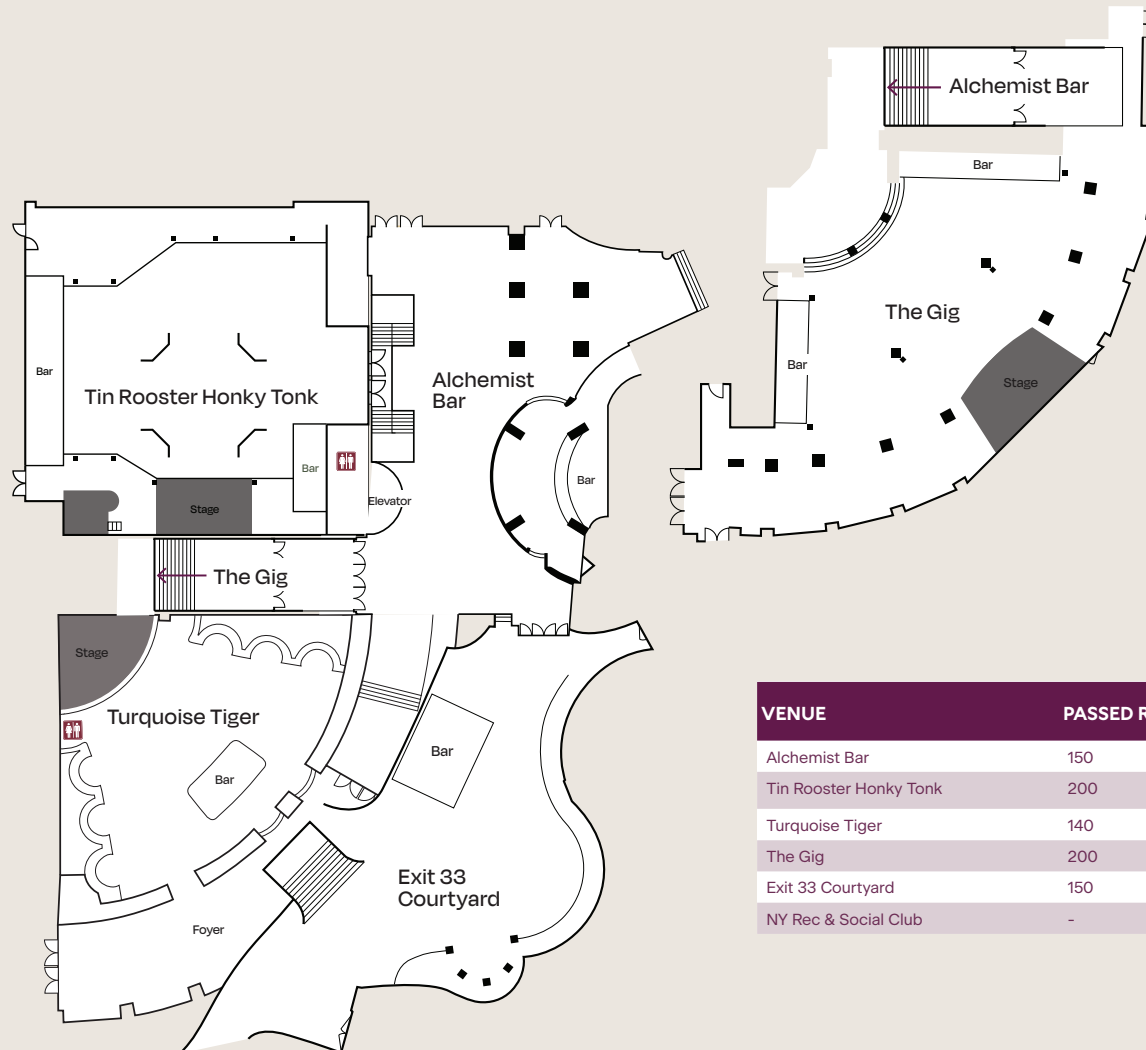 Alchemist Bar
Bar
The Gig
Bar
Stage
Bar
Tin Rooster Honky Tonk
Alchemist
Bar
Bar
Bar
Elevator
Stage
The Gig
Stage
Turquoise Tiger
Bar
Bar
Exit 33
Courtyard
Foyer
VENUE PASSED R
Alchemist Bar 150
Tin Rooster Honky Tonk 200
Turquoise Tiger 140
The Gig 200
Exit 33 Courtyard 150
NY Rec & Social Club -